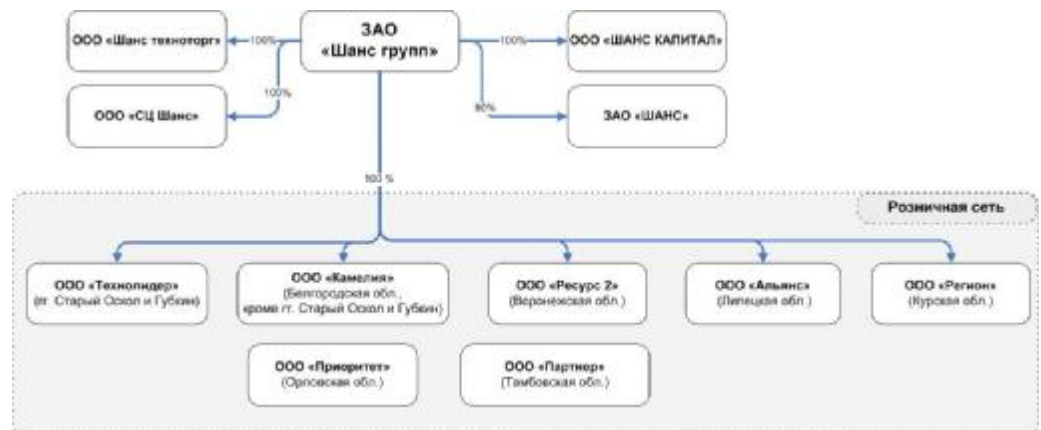 ЗАО
«Шанс групп»
ООО «Шанс техноторг»
100%
100%
ООО «ШАНС КАПИТАЛ»
ООО «СЦ Шанс»
100%
ЗАО «ШАНС»
Розничная сеть
ООО «Технолидер»
(гг. Старый Оскол и Губкин)
ООО «Камелия»
(Белгородская обл.,
кроме гг. Старый Оскол и Губкин)
ООО «Ресурс 2»
(Воронежская обл.)
ООО «Альянс»
(Липецкая обл.)
ООО «Регион»
(Курская обл.)
ООО «Приоритет»
(Орловская обл.)
ООО «Партнер»
(Тамбовская обл.)